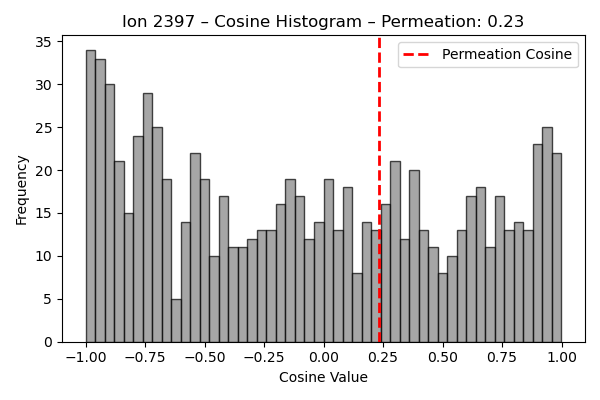 Ion 2397 – Cosine Histogram – Permeation: 0.23
Permeation Cosine
Frequency
35
30
25
20
15
10
5
0
−1.00 −0.75 −0.50 −0.25 0.00 0.25 0.50 0.75 1.00
Cosine Value